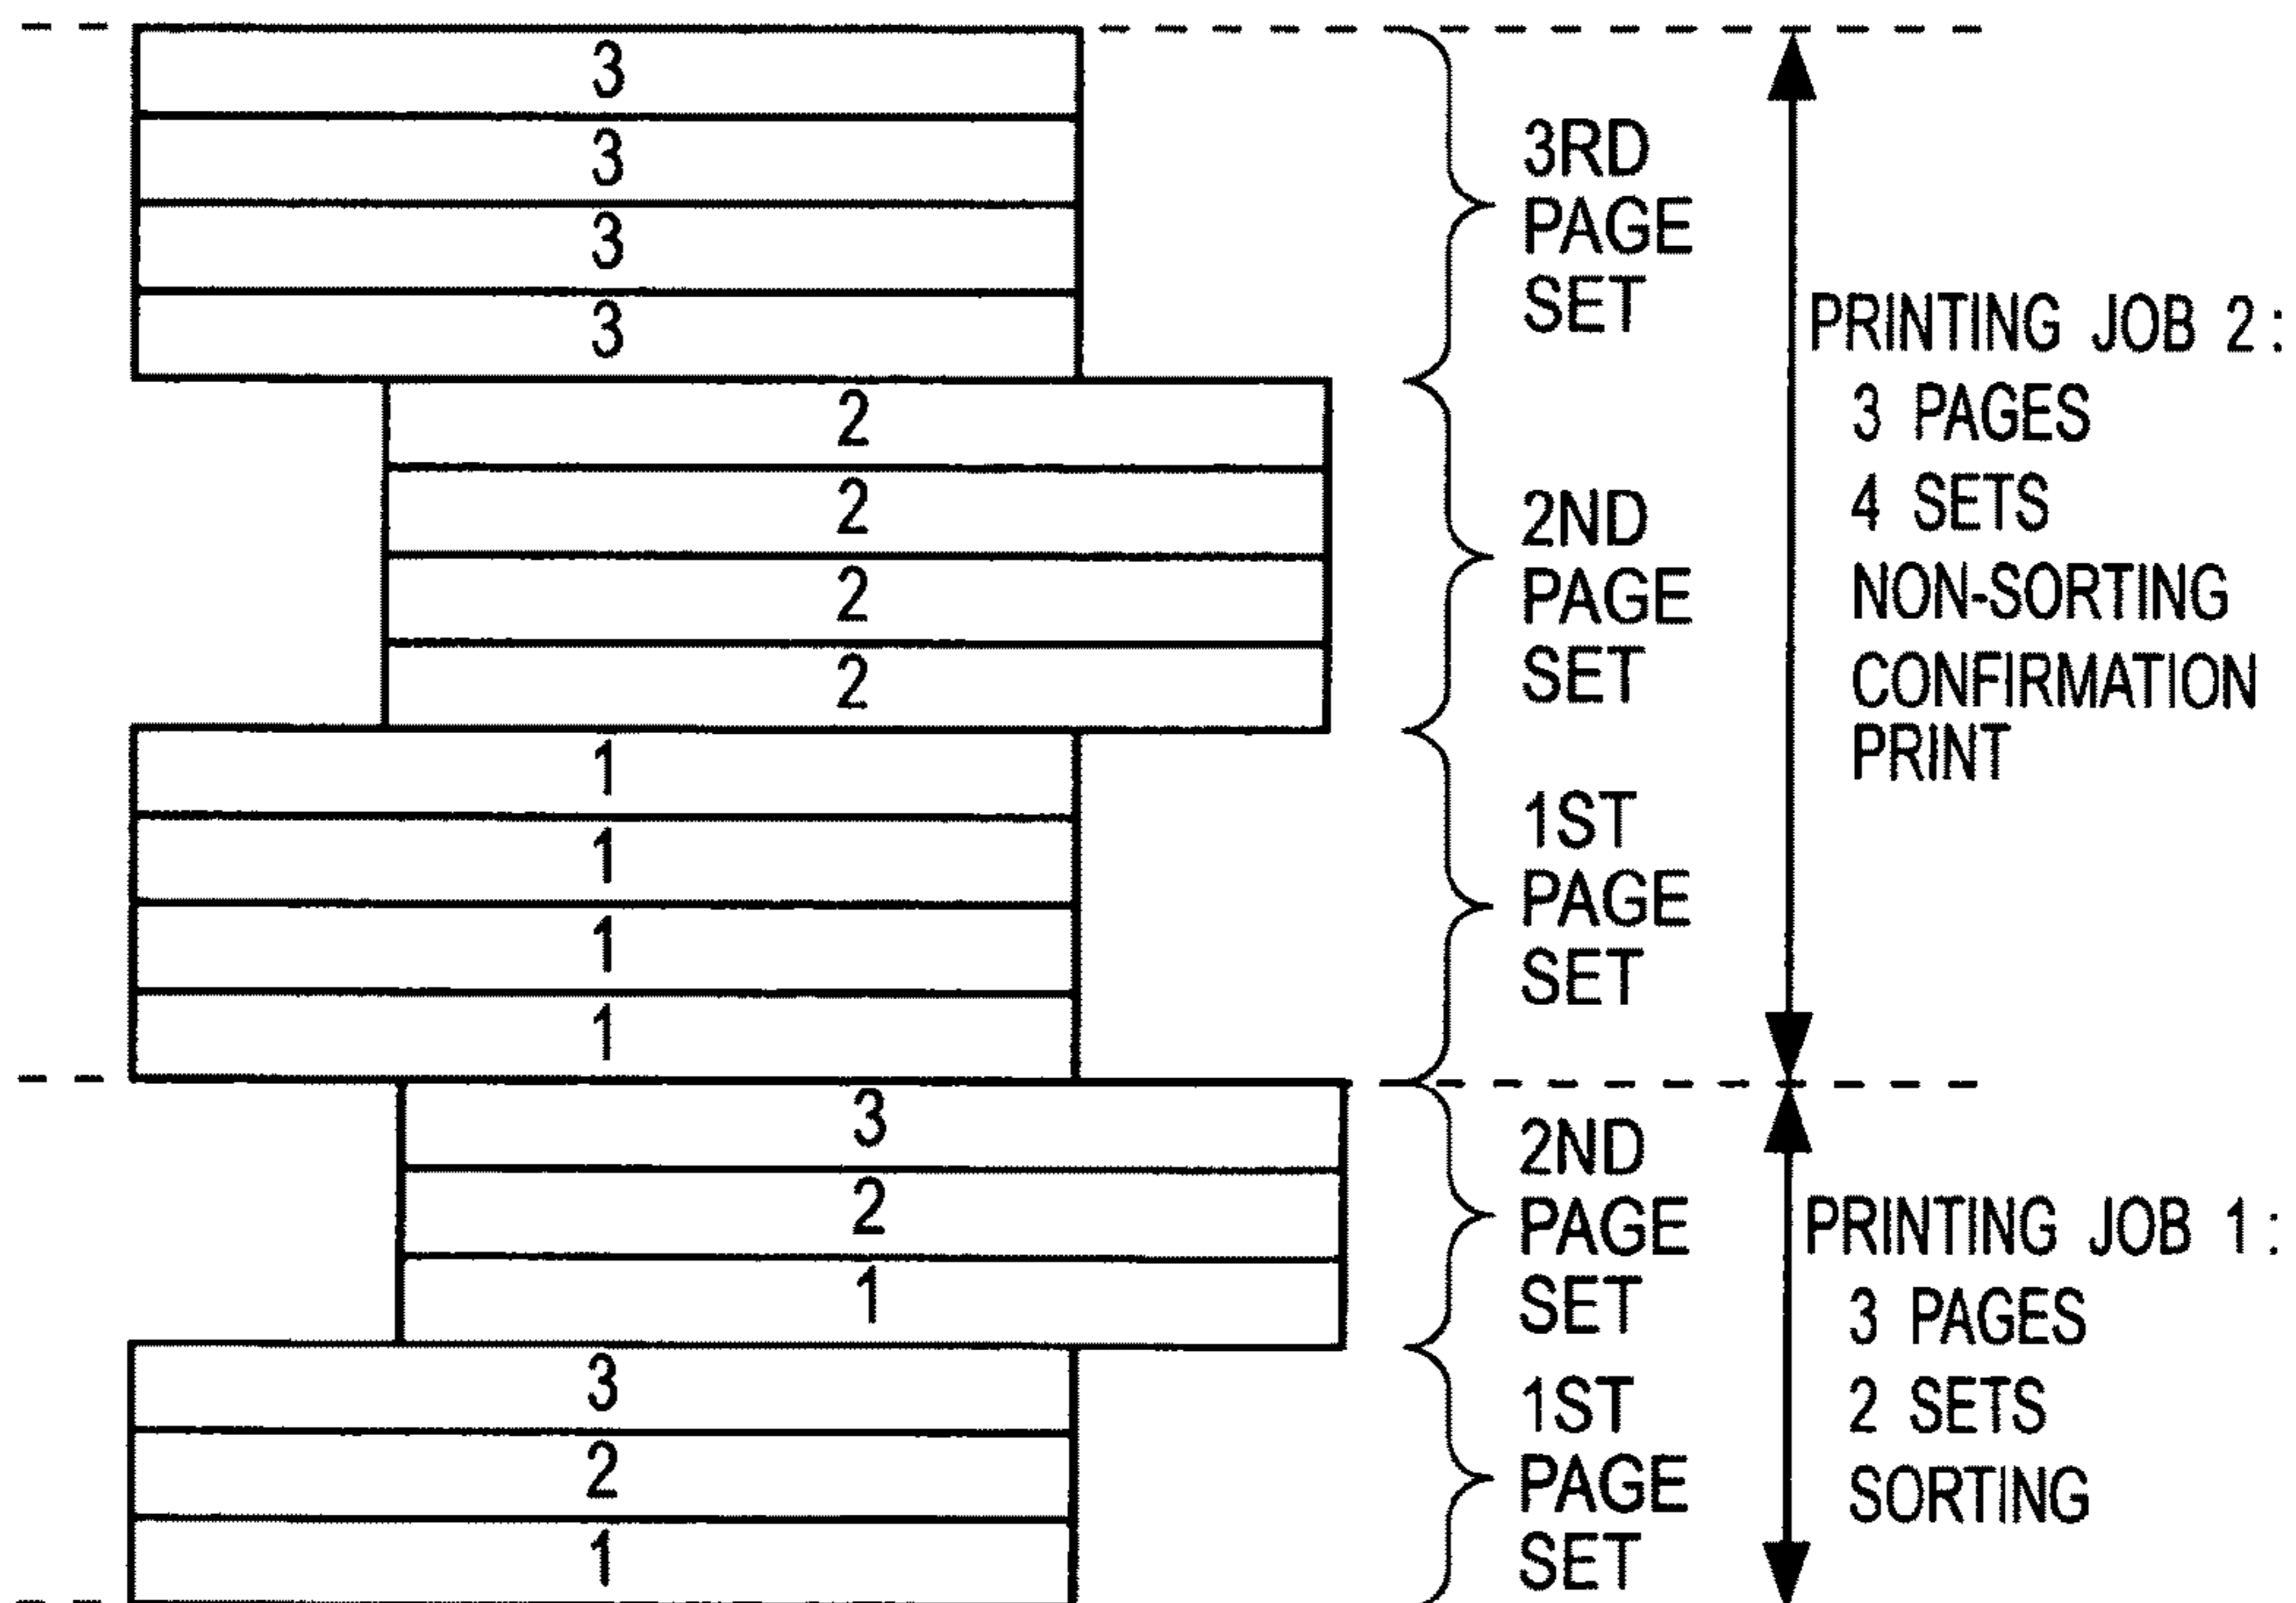 3
3
3
3
3RD
PAGE
SET
2
2
2
2
2ND
PAGE
SET
1
1
1
1
1ST
PAGE
SET
PRINTING JOB 2:
3 PAGES
4 SETS
NON-SORTING
CONFIRMATION
PRINT
3
2
1
2ND
PAGE
SET
3
2
1
1ST
PAGE
SET
PRINTING JOB 1:
3 PAGES
2 SETS
SORTING